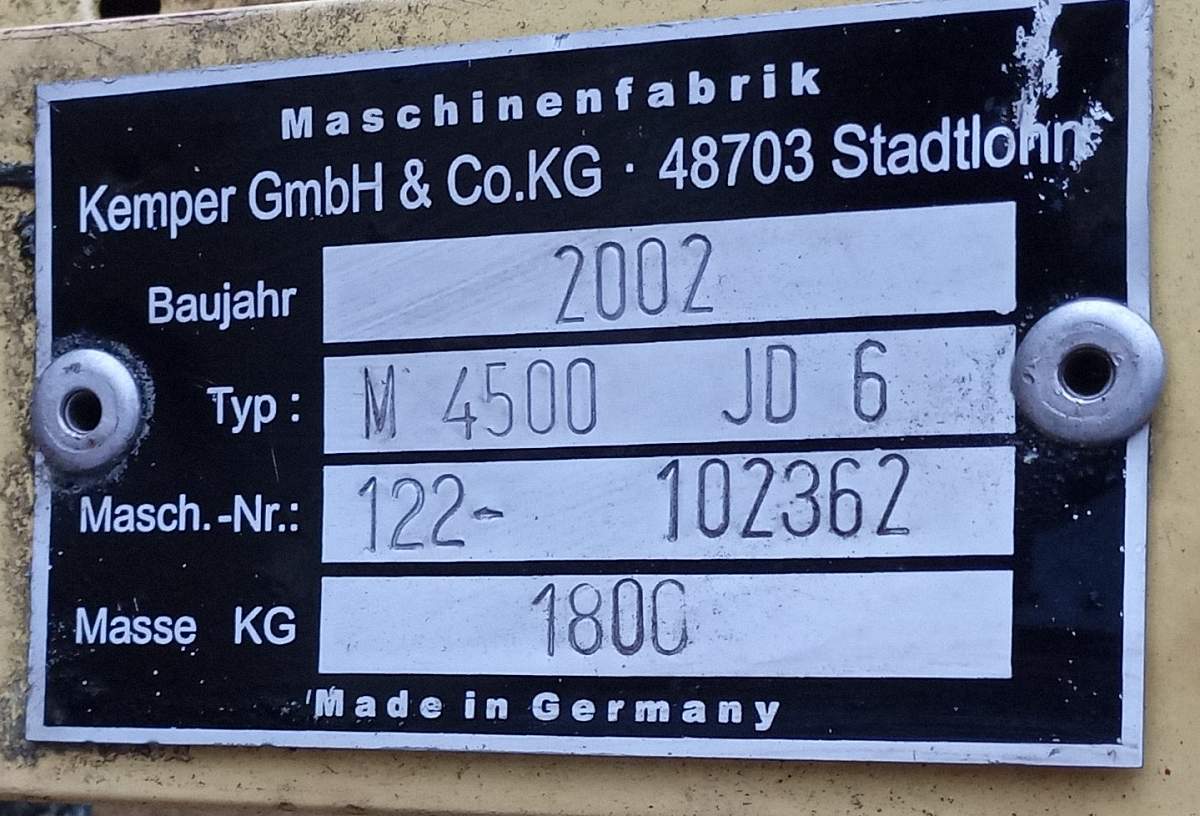 Maschinenfabrik
Kemper GmbH & Co.KG · 48703 Stadtlohn
Baujahr 2002
Typ: M 4500 JD 6
Masch.-Nr.: 122- 102362
Masse KG 1800
Made in Germany